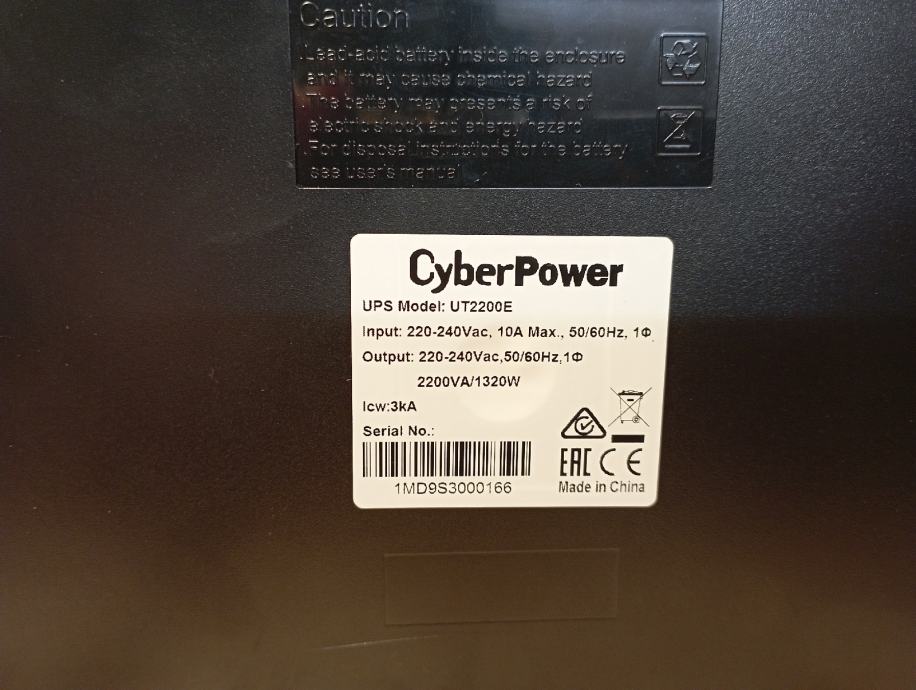 Caution
.Lead-acid battery inside the enclosure
and it may cause chemical hazard
.The battery may presents a risk of
electric shock and energy hazard
.For disposal instructions for the battery
see user's manual
CyberPower
UPS Model: UT2200E
Input: 220-240Vac, 10A Max., 50/60Hz, 1Φ
Output: 220-240Vac,50/60Hz,1Φ
2200VA/1320W
Icw:3kA
Serial No.:
1MD9S3000166
EAC CE
Made in China